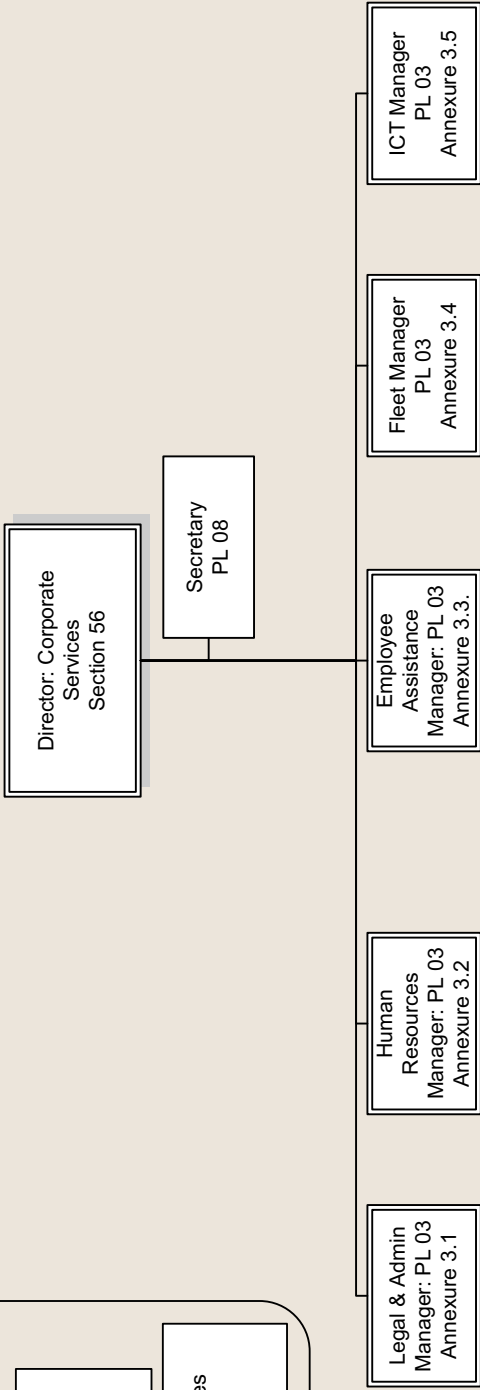 Director: Corporate
Services
Section 56
Secretary
PL 08
Legal & Admin
Manager: PL 03
Annexure 3.1
Human
Resources
Manager: PL 03
Annexure 3.2
Employee
Assistance
Manager: PL 03
Annexure 3.3.
Fleet Manager
PL 03
Annexure 3.4
ICT Manager
PL 03
Annexure 3.5